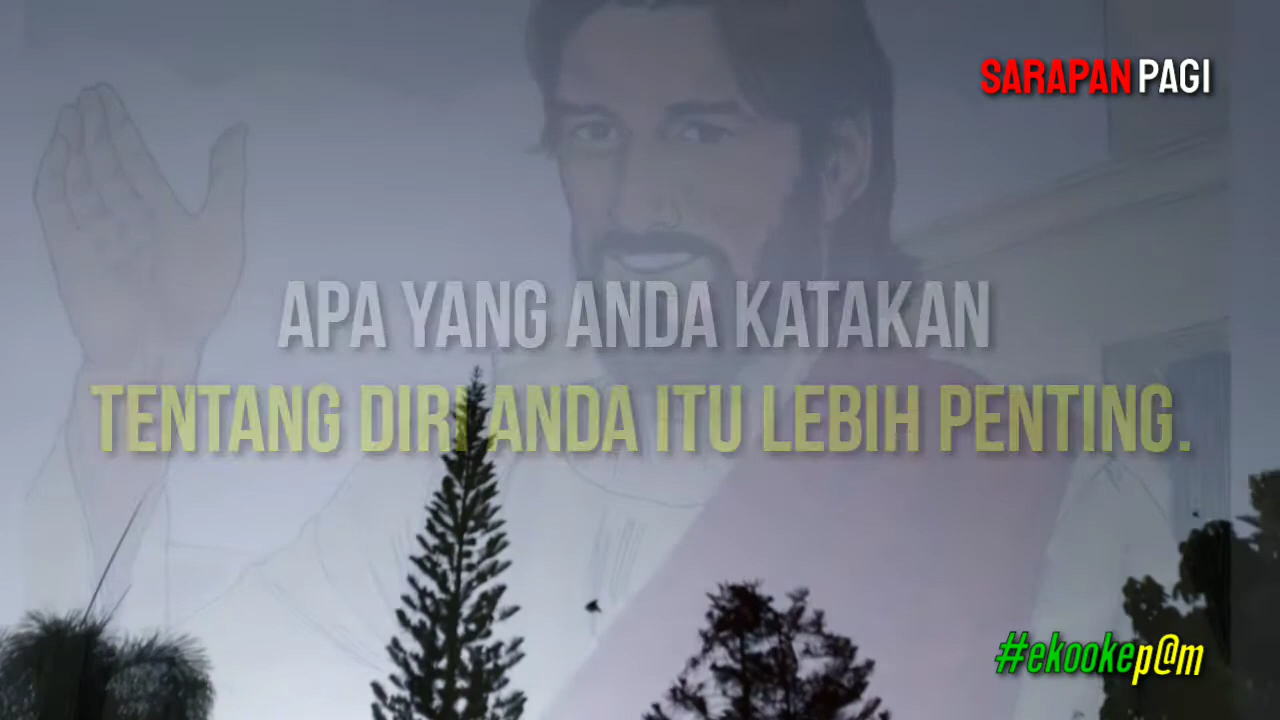 SARAPAN PAGI
APA YANG ANDA KATAKAN
TENTANG DIRI ANDA ITU LEBIH PENTING.
#ekookep@m